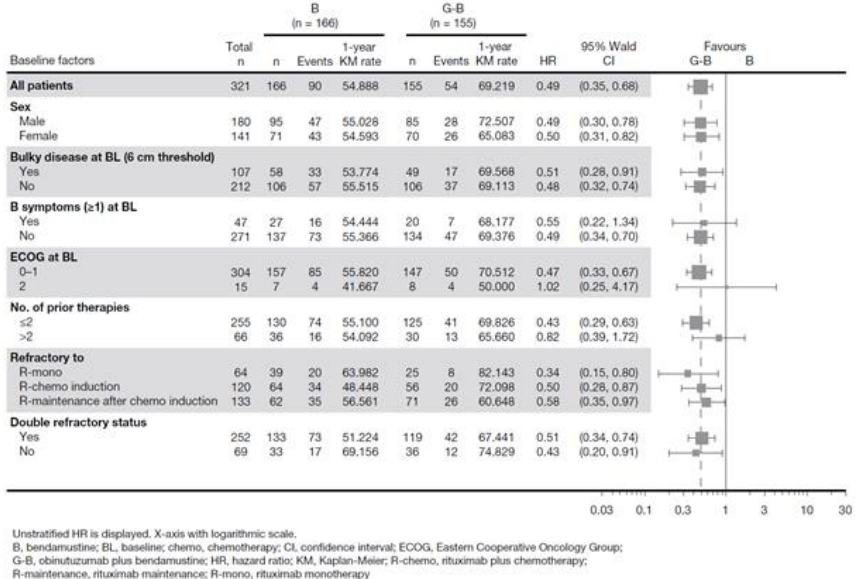 B G-B
(n = 166) (n = 155)
Total 1-year 1-year 95% Wald Favours
Baseline factors n n Events KM rate n Events KM rate HR CI G-B B
All patients 321 166 90 54.888 155 54 69.219 0.49 (0.35, 0.68)
Sex
Male 180 95 47 55.028 85 28 72.507 0.49 (0.30, 0.78)
Female 141 71 43 54.593 70 26 65.083 0.50 (0.31, 0.82)
Bulky disease at BL (6 cm threshold)
Yes 107 58 33 53.774 49 17 69.568 0.51 (0.28, 0.91)
No 212 106 57 55.515 106 37 69.113 0.48 (0.32, 0.74)
B symptoms (≥1) at BL
Yes 47 27 16 54.444 20 7 68.177 0.55 (0.22, 1.34)
No 271 137 73 55.366 134 47 69.376 0.49 (0.34, 0.70)
ECOG at BL
0–1 304 157 85 55.820 147 50 70.512 0.47 (0.33, 0.67)
2 15 7 4 41.667 8 4 50.000 1.02 (0.25, 4.17)
No. of prior therapies
≤2 255 130 74 55.100 125 41 69.826 0.43 (0.29, 0.63)
>2 66 36 16 54.092 30 13 65.660 0.82 (0.39, 1.72)
Refractory to
R-mono 64 39 20 63.982 25 8 82.143 0.34 (0.15, 0.80)
R-chemo induction 120 64 34 48.448 56 20 72.098 0.50 (0.28, 0.87)
R-maintenance after chemo induction 133 62 35 56.561 71 26 60.648 0.58 (0.35, 0.97)
Double refractory status
Yes 252 133 73 51.224 119 42 67.441 0.51 (0.34, 0.74)
No 69 33 17 69.156 36 12 74.829 0.43 (0.20, 0.91)
0.03 0.1 0.3 1 3 10 30
Unstratified HR is displayed. X-axis with logarithmic scale.
B, bendamustine; BL, baseline; chemo, chemotherapy; CI, confidence interval; ECOG, Eastern Cooperative Oncology Group;
G-B, obinutuzumab plus bendamustine; HR, hazard ratio; KM, Kaplan-Meier; R-chemo, rituximab plus chemotherapy;
R-maintenance, rituximab maintenance; R-mono, rituximab monotherapy